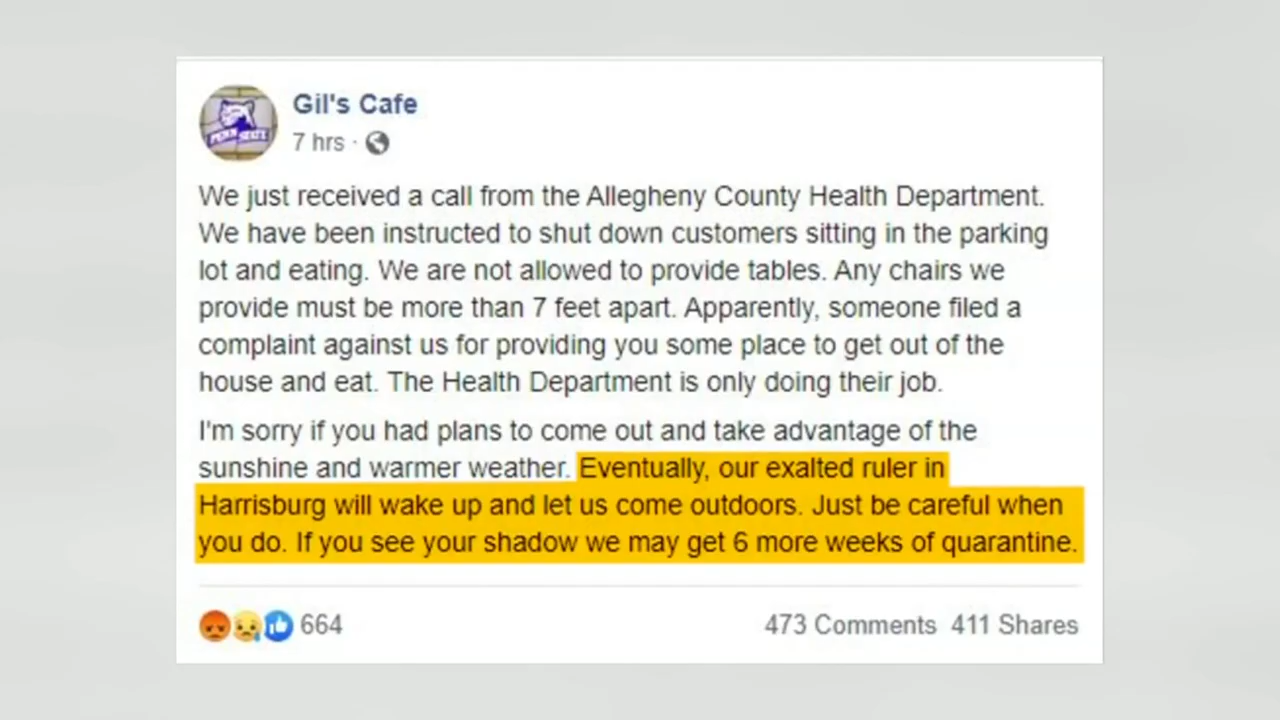 Gil's Cafe
7 hrs ·
PENN STATE
We just received a call from the Allegheny County Health Department.
We have been instructed to shut down customers sitting in the parking
lot and eating. We are not allowed to provide tables. Any chairs we
provide must be more than 7 feet apart. Apparently, someone filed a
complaint against us for providing you some place to get out of the
house and eat. The Health Department is only doing their job.
I'm sorry if you had plans to come out and take advantage of the
sunshine and warmer weather. Eventually, our exalted ruler in
Harrisburg will wake up and let us come outdoors. Just be careful when
you do. If you see your shadow we may get 6 more weeks of quarantine.
664
473 Comments 411 Shares